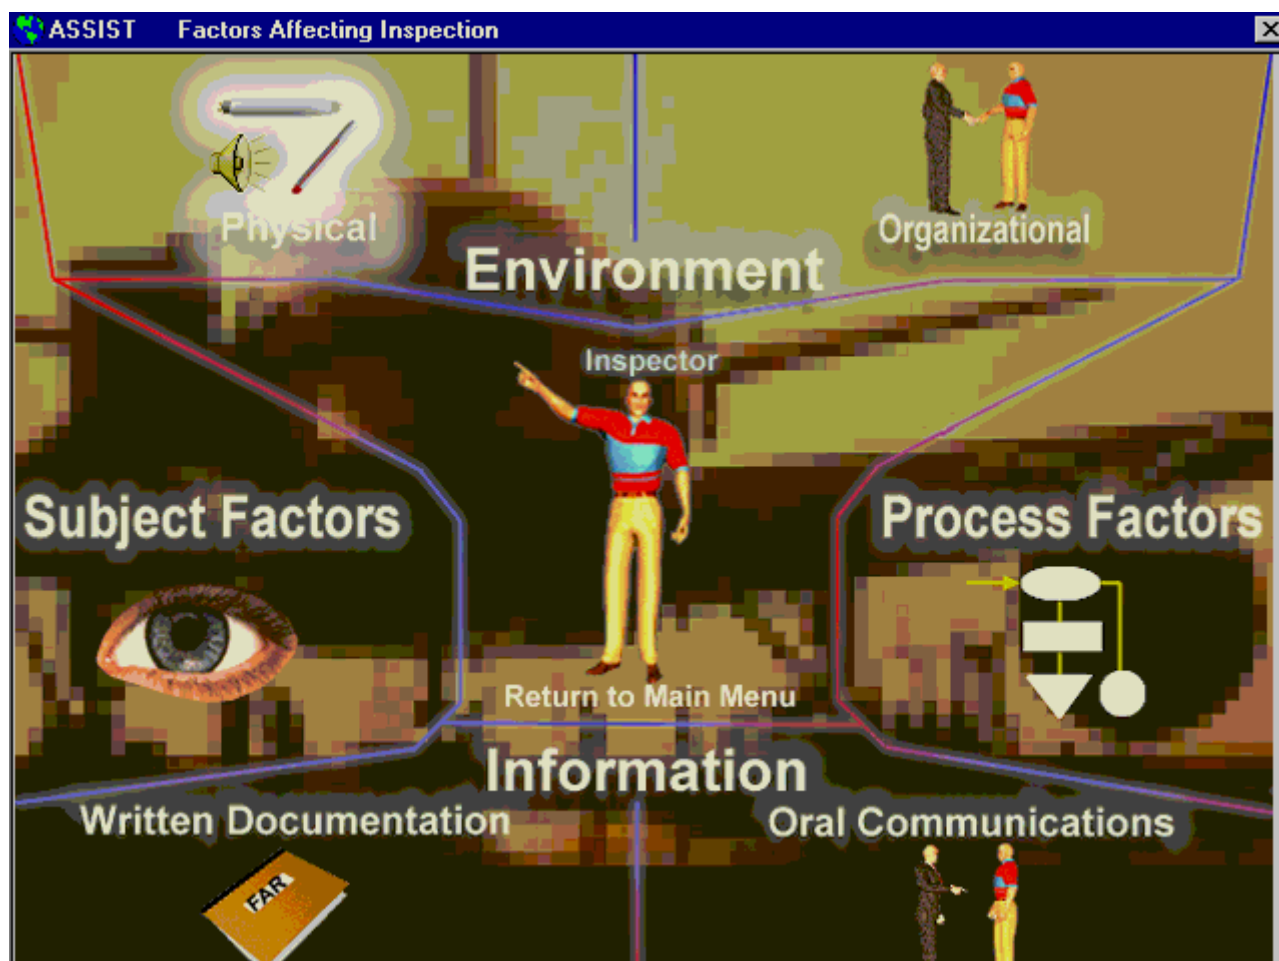 ASSIST Factors Affecting Inspection
Physical
Organizational
Environment
Inspector
Subject Factors
Process Factors
Return to Main Menu
Information
Written Documentation
Oral Communications
FAR